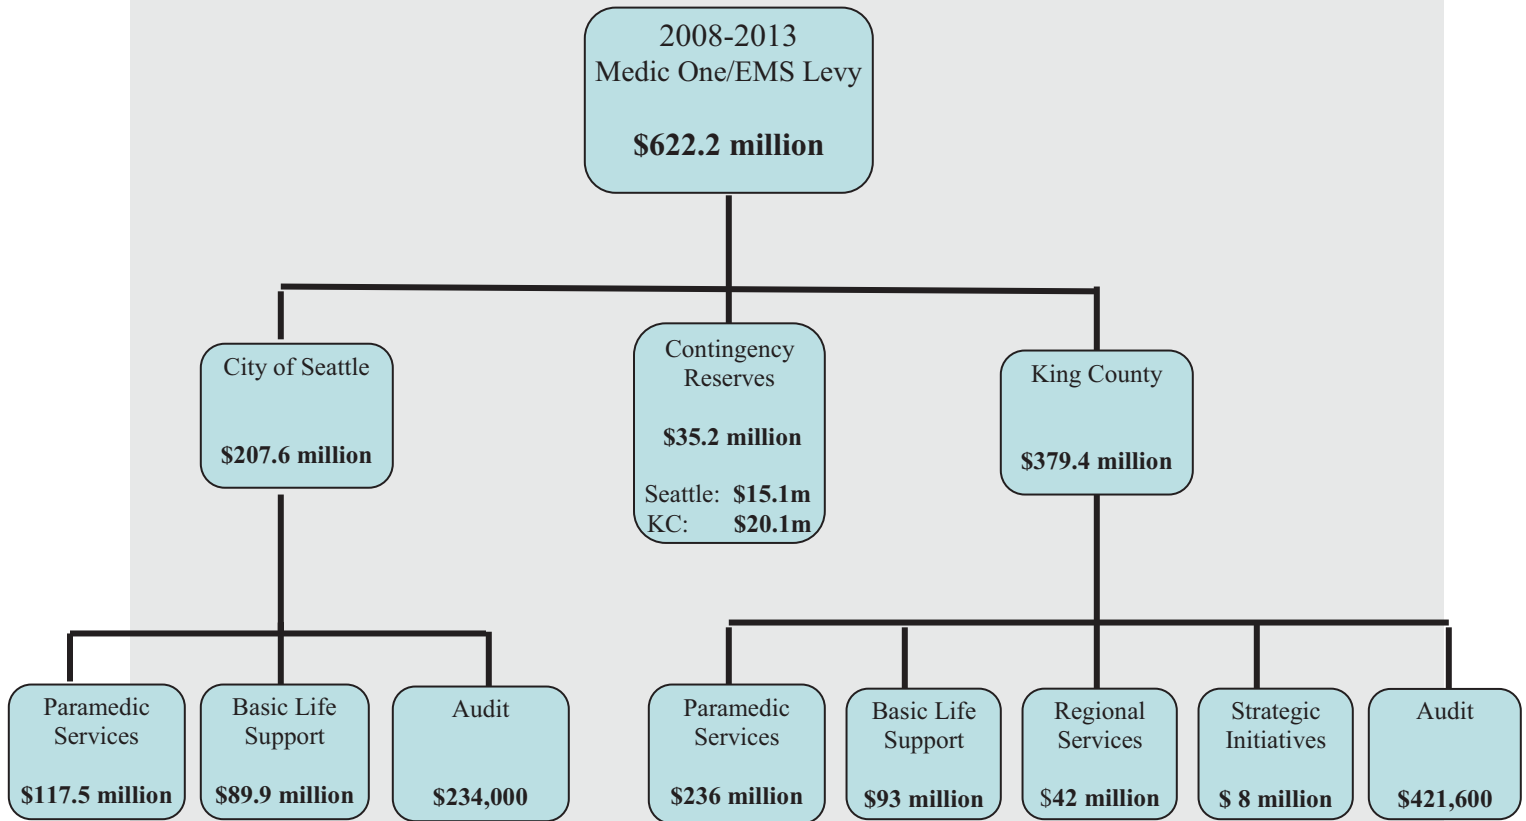 2008-2013
Medic One/EMS Levy
$622.2 million
City of Seattle
$207.6 million
Contingency
Reserves
$35.2 million
Seattle: $15.1m
KC: $20.1m
King County
$379.4 million
Paramedic
Services
$117.5 million
Basic Life
Support
$89.9 million
Audit
$234,000
Paramedic
Services
$236 million
Basic Life
Support
$93 million
Regional
Services
$42 million
Strategic
Initiatives
$ 8 million
Audit
$421,600